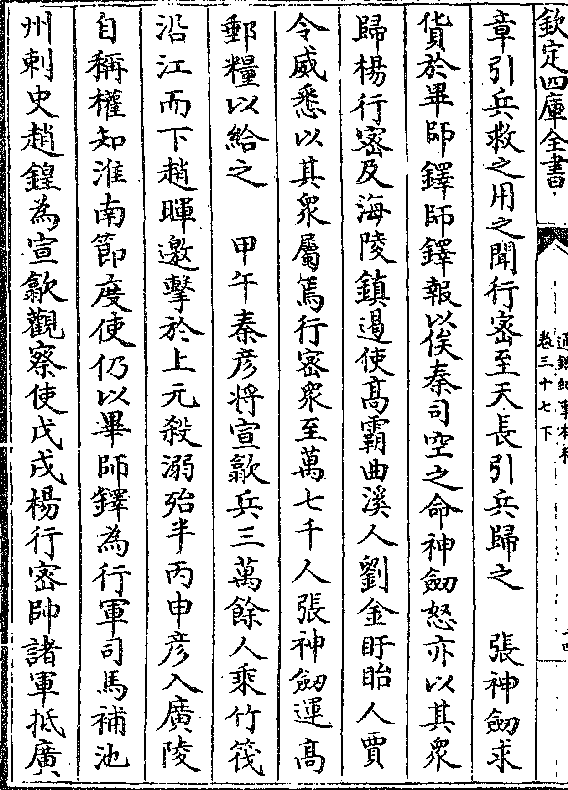 欽定四庫全書
章引兵救之用之聞行密至天長引兵歸之　張神劒求
貨於畢師鐸師鐸報以俟秦司空之命神劒怒亦以其衆
歸楊行密及海陵鎮遏使髙霸曲溪人劉金盱眙人賈
令威悉以其衆屬焉行密衆至萬七千人張神劒運髙
郵糧以給之　甲午秦彦将宣歙兵三萬餘人乘竹筏
沿江而下趙暉邀擊於上元殺溺殆半丙申彦入廣陵
自稱權知淮南節度使仍以畢師鐸為行軍司馬補池
州刺史趙鍠為宣歙觀察使戊戌楊行密帥諸軍抵廣
通鑑紀事本末
卷三十七下